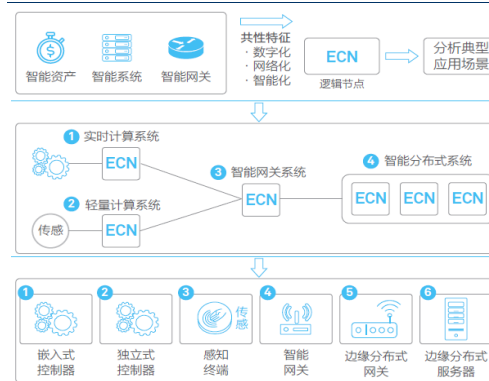 智能资产
智能系统
智能网关
共性特征
· 数字化
· 网络化
· 智能化
ECN
逻辑节点
分析典型
应用场景
1 实时计算系统
ECN
2 轻量计算系统
传感
ECN
3 智能网关系统
ECN
4 智能分布式系统
ECN
ECN
ECN
1
嵌入式
控制器
2
独立式
控制器
3
传感
感知
终端
4
智能
网关
5
边缘分布式
网关
6
边缘分布式
服务器